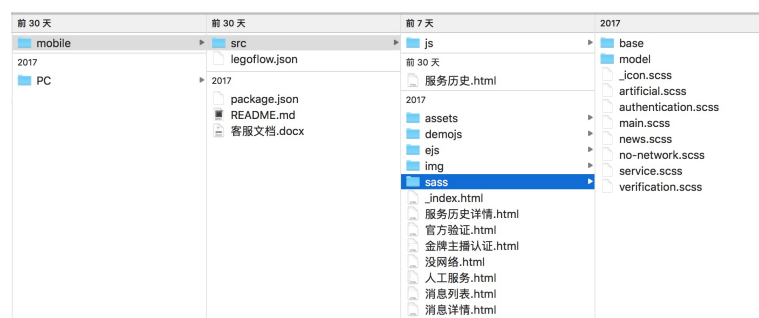 前 30 天
mobile
2017
PC
前 30 天
src
legoflow.json
2017
package.json
README.md
客服文档.docx
前 7 天
js
前 30 天
服务历史.html
2017
assets
demojs
ejs
img
sass
_index.html
服务历史详情.html
官方验证.html
金牌主播认证.html
没网络.html
人工服务.html
消息列表.html
消息详情.html
2017
base
model
_icon.scss
artificial.scss
authentication.scss
main.scss
news.scss
no-network.scss
service.scss
verification.scss